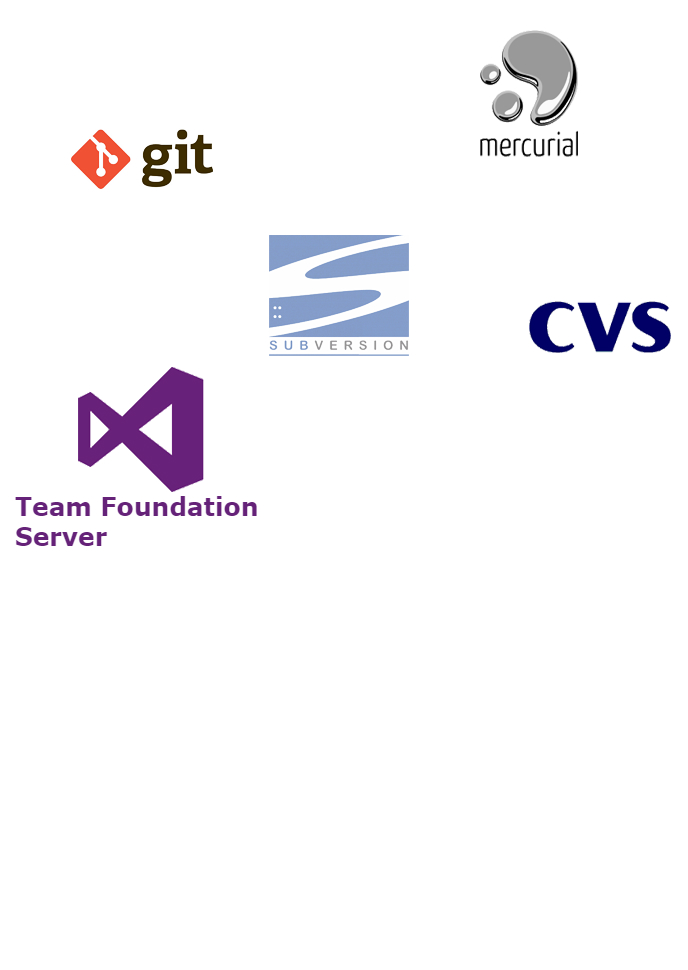 mercurial
git
SUBVERSION
CVS
Team Foundation
Server